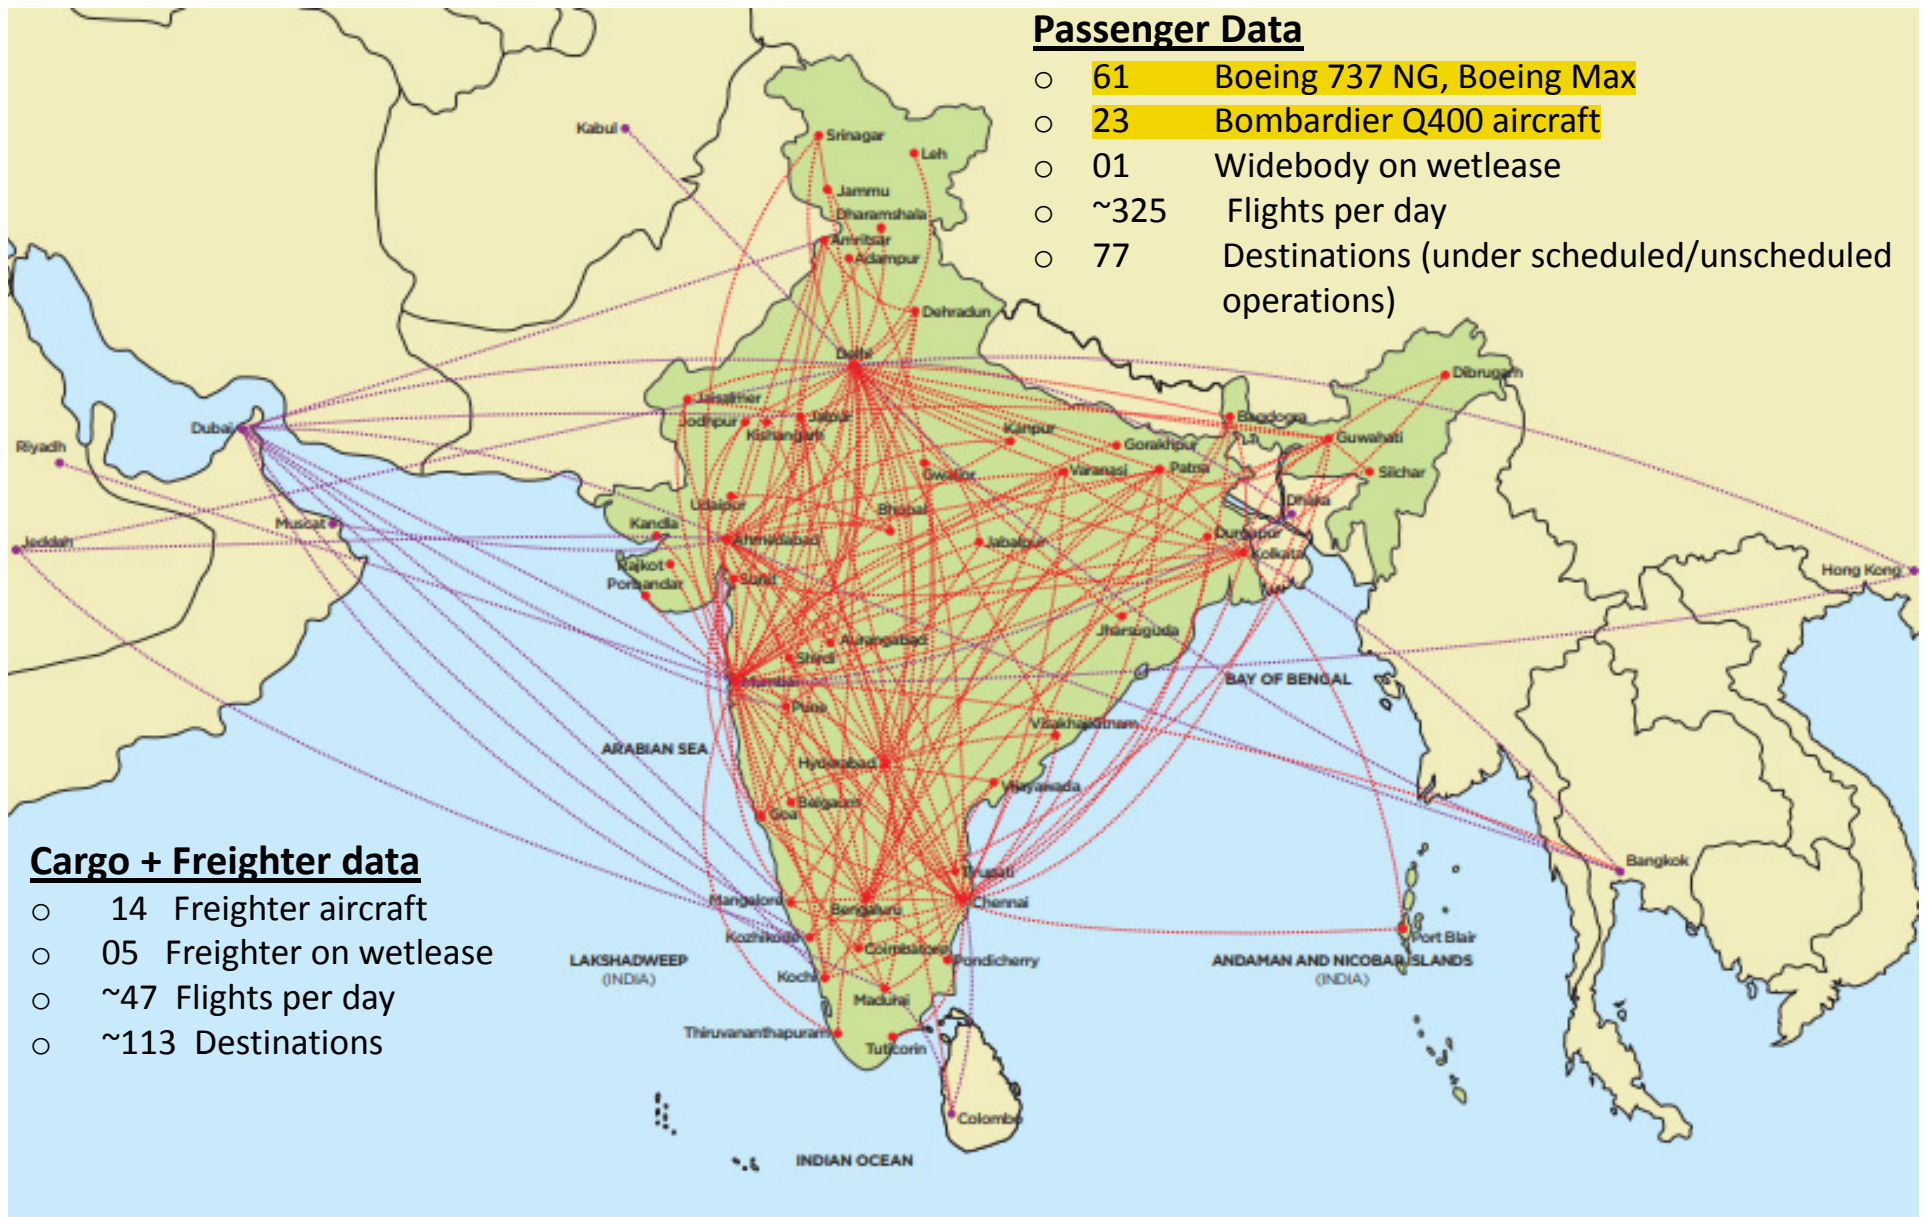 Passenger Data
o 61 Boeing 737 NG, Boeing Max
o 23 Bombardier Q400 aircraft
o 01 Widebody on wetlease
o ~325 Flights per day
o 77 Destinations (under scheduled/unscheduled
operations)
Kabul
Srinagar
Leh
Jammu
Dharamshala
Amritsar
Adampur
Dehradun
Delhi
Dibrugarh
Jaisalmer
Jodhpur
Jaipur
Kishangarh
Kanpur
Bagdogra
Gorakhpur
Guwahati
Dubai
Riyadh
Gwalior
Varanasi
Patna
Silchar
Udaipur
Bhopal
Dhaka
Muscat
Kandla
Jeddah
Ahmedabad
Jabalpur
Durgapur
Kolkata
Rajkot
Porbandar
Surat
Hong Kong
Aurangabad
Jharsuguda
Shirdi
Mumbai
BAY OF BENGAL
Pune
Visakhapatnam
ARABIAN SEA
Hyderabad
Vijayawada
Belgaum
Goa
Cargo + Freighter data
o 14 Freighter aircraft
o 05 Freighter on wetlease
o ~47 Flights per day
o ~113 Destinations
Bangkok
Tirupati
Mangalore
Bengaluru
Chennai
Kozhikode
Coimbatore
Port Blair
LAKSHADWEEP
(INDIA)
Pondicherry
ANDAMAN AND NICOBAR ISLANDS
(INDIA)
Kochi
Madurai
Thiruvananthapuram
Tuticorin
Colombo
INDIAN OCEAN